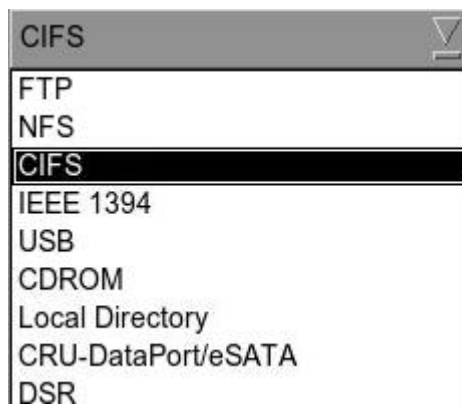 CIFS
FTP
NFS
CIFS
IEEE 1394
USB
CDROM
Local Directory
CRU-DataPort/eSATA
DSR